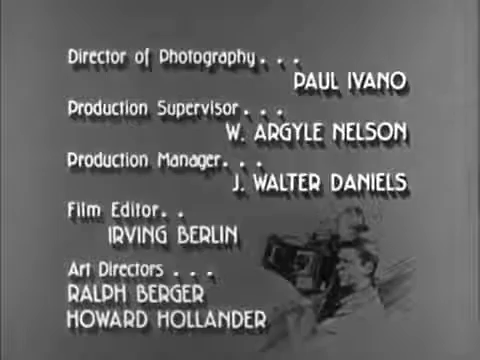 Director of Photography...
PAUL IVANO
Production Supervisor...
W. ARGYLE NELSON
Production Manager...
J. WALTER DANIELS
Film Editor..
IRVING BERLIN
Art Directors ...
RALPH BERGER
HOWARD HOLLANDER